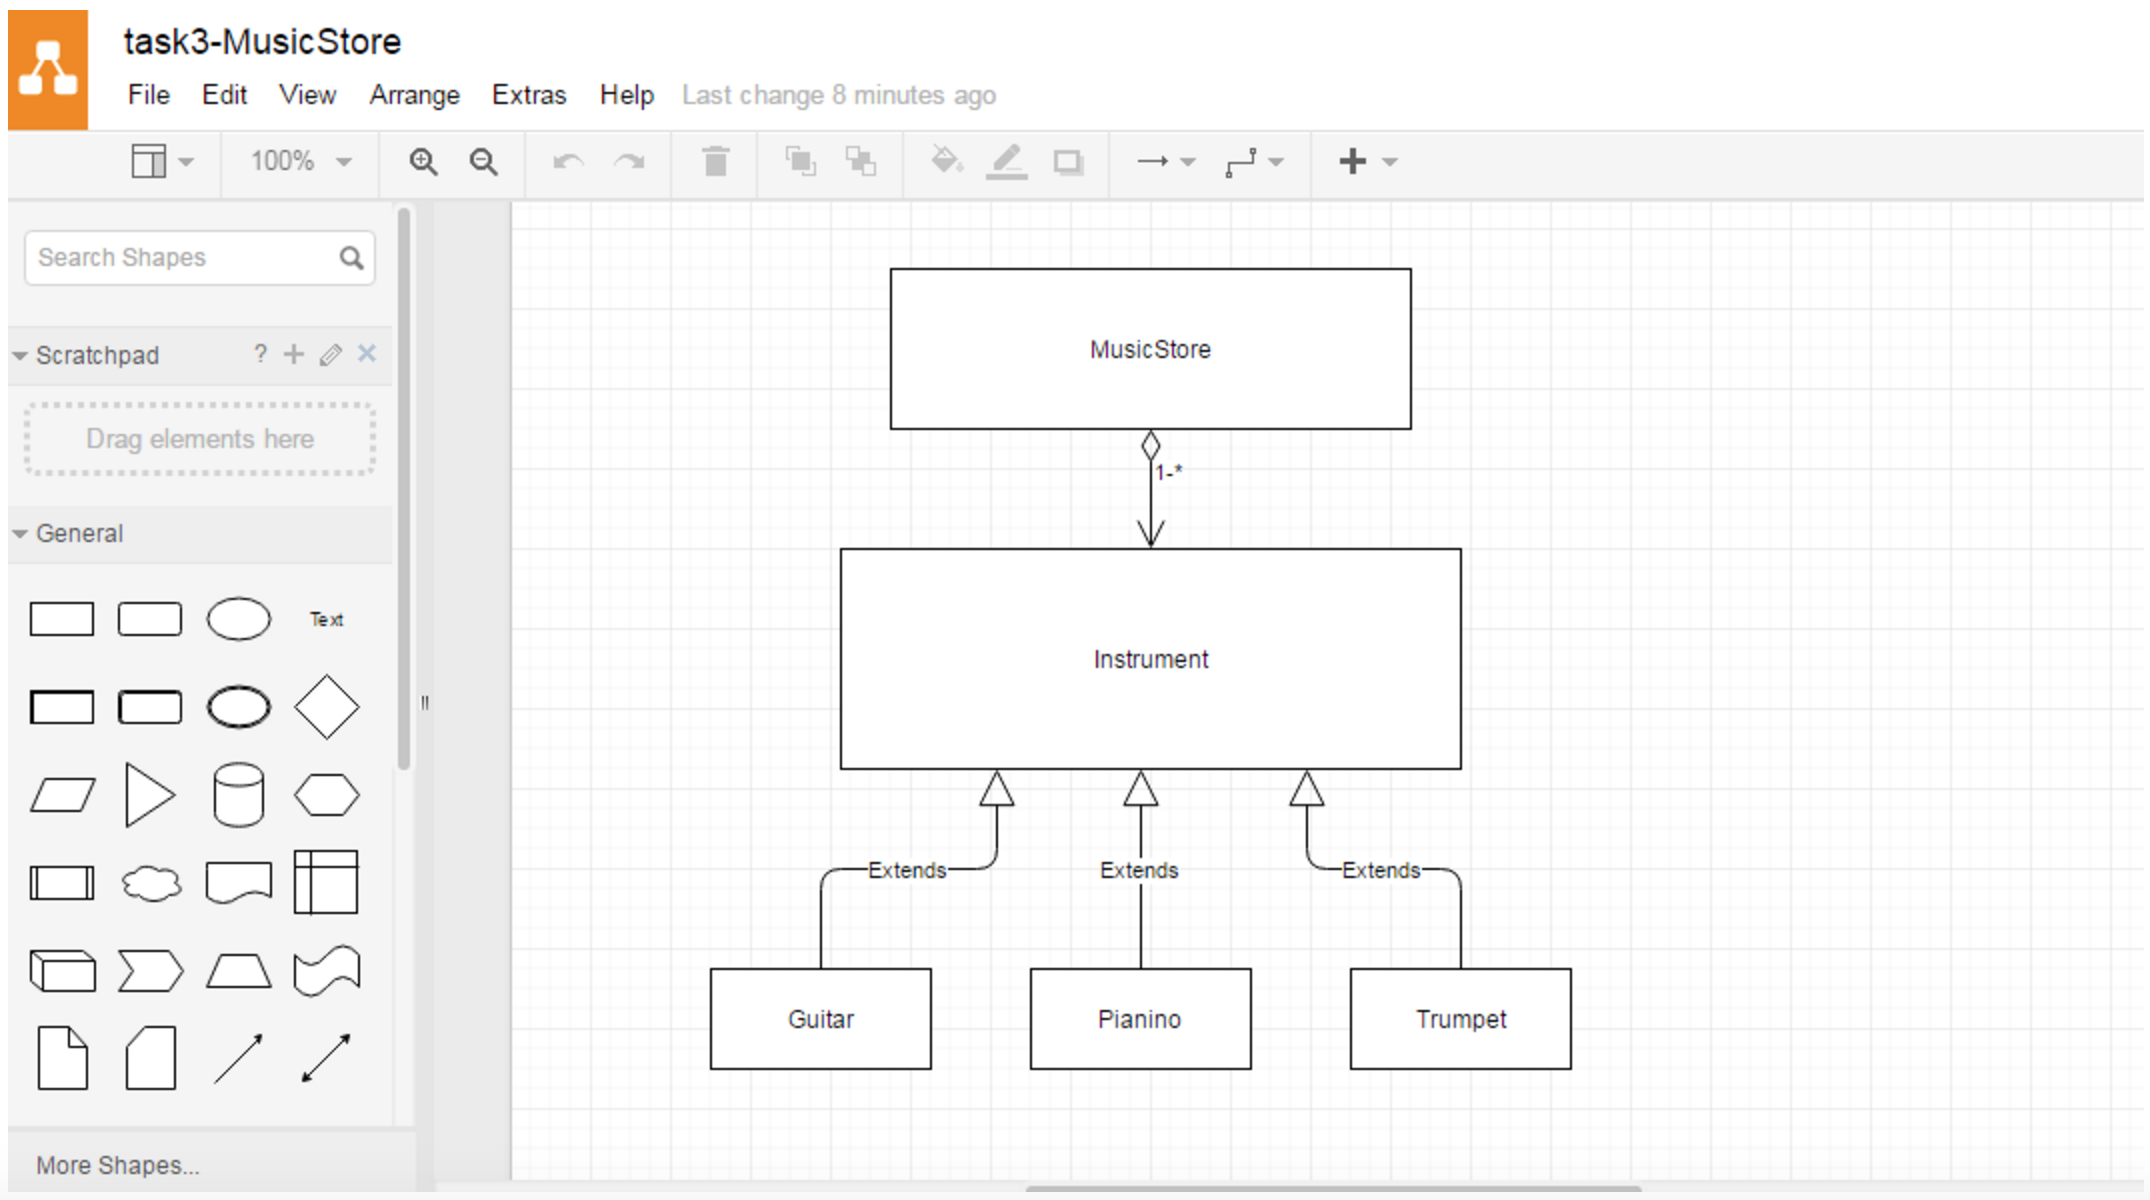 task3-MusicStore
File Edit View Arrange Extras Help Last change 8 minutes ago
100%
Search Shapes
Scratchpad ?
Drag elements here
General
Text
More Shapes...
MusicStore
1-*
Instrument
Extends Extends Extends
Guitar Pianino Trumpet